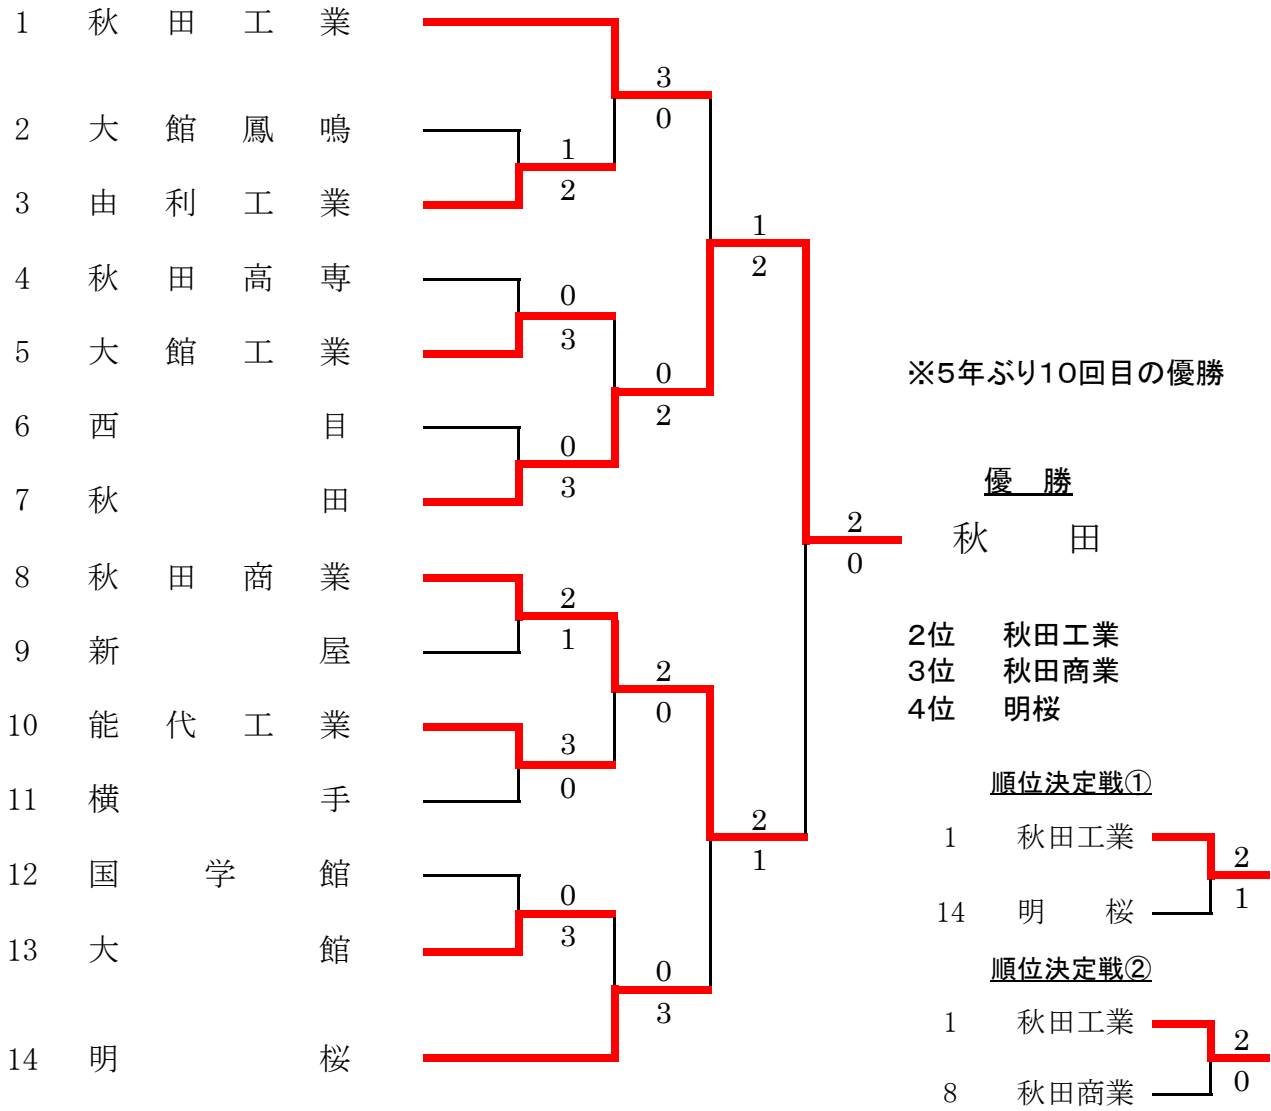 1 秋田工業
3
0
2 大館鳳鳴
1
2
3 由利工業
1
2
4 秋田高専
0
3
5 大館工業
0
2
※5年ぶり10回目の優勝
6 西目
0
3
7 秋田
優 勝
2
0
秋田
8 秋田商業
2
1
9 新屋
2
0
2位 秋田工業
3位 秋田商業
4位 明桜
10 能代工業
3
0
11 横手
2
1
順位決定戦①
1 秋田工業
2
1
14 明桜
12 国学館
0
3
13 大館
0
3
14 明桜
順位決定戦②
1 秋田工業
2
0
8 秋田商業